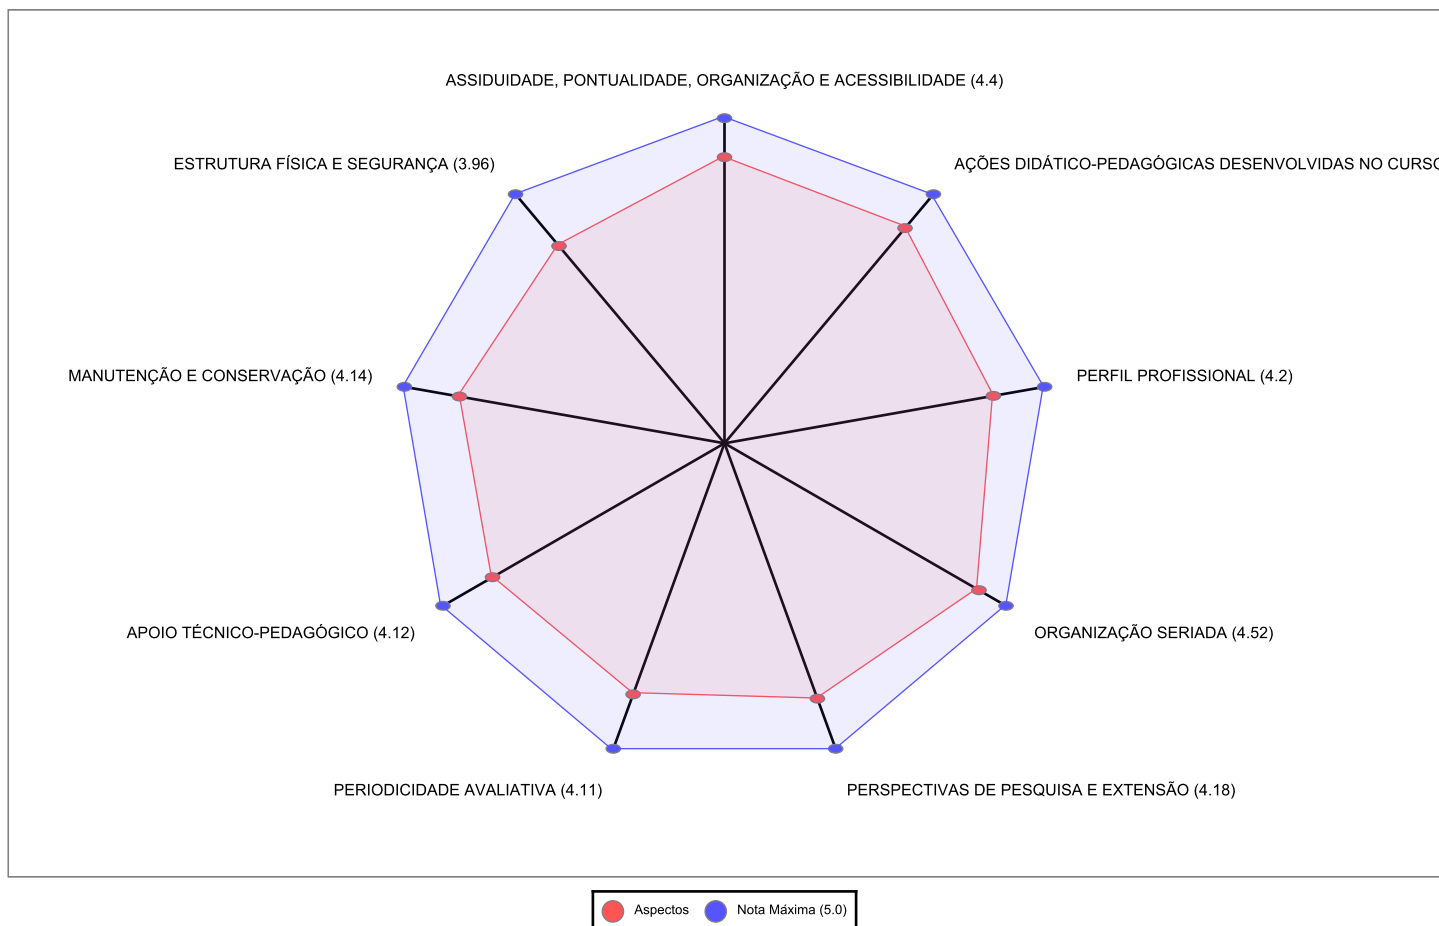 ASSIDUIDADE, PONTUALIDADE, ORGANIZAÇÃO E ACESSIBILIDADE (4.4)
ESTRUTURA FÍSICA E SEGURANÇA (3.96)
AÇÕES DIDÁTICO-PEDAGÓGICAS DESENVOLVIDAS NO CURSO
MANUTENÇÃO E CONSERVAÇÃO (4.14)
PERFIL PROFISSIONAL (4.2)
APOIO TÉCNICO-PEDAGÓGICO (4.12)
ORGANIZAÇÃO SERIADA (4.52)
PERIODICIDADE AVALIATIVA (4.11)
PERSPECTIVAS DE PESQUISA E EXTENSÃO (4.18)
Aspectos
Nota Máxima (5.0)